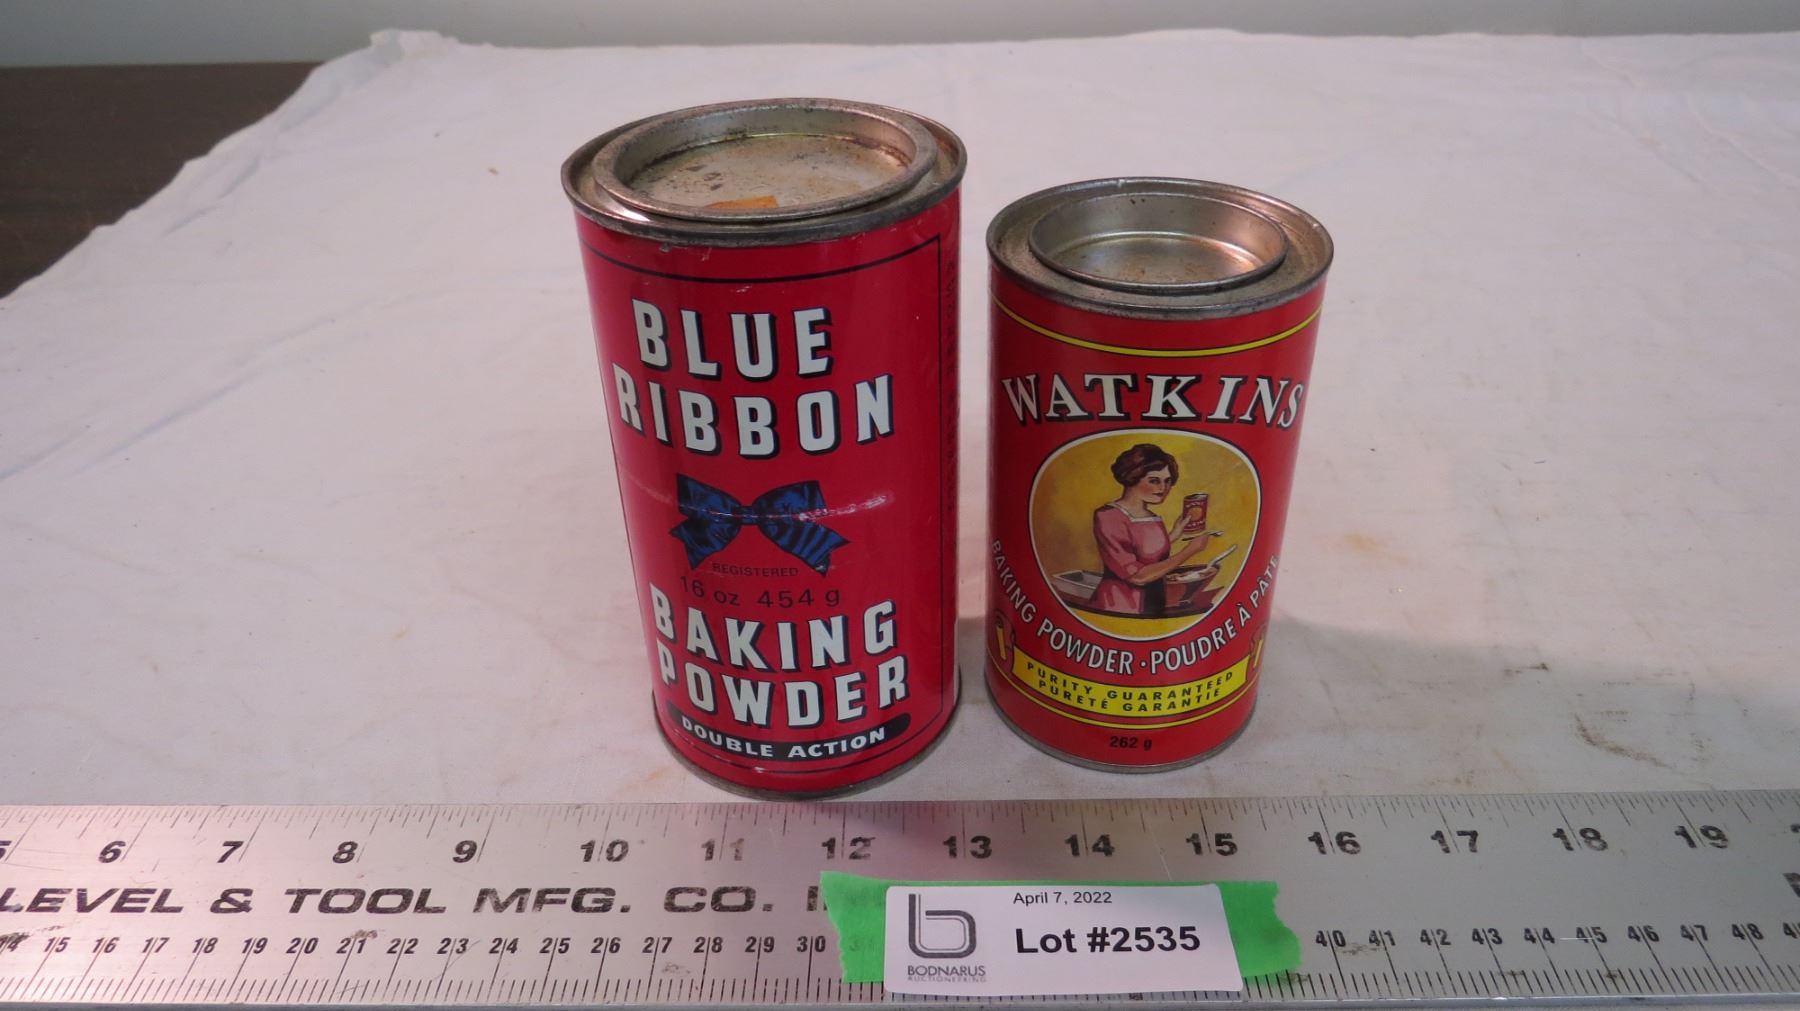 BLUE
RIBBON
REGISTERED
16 oz 454 g
BAKING
POWDER
DOUBLE ACTION
WATKINS
BAKING POWDER · POUDRE À PÂTE
PURITY GUARANTEED
PURETÉ GARANTIE
262 g
6 7 8 9 10 11 12 13 14 15 16 17 18 19
LEVEL & TOOL MFG. CO.
14 15 16 17 18 19 20 21 22 23 24 25 26 27 28 29 30 31 40 41 42 43 44 45 46 47 48
April 7, 2022
Lot #2535
BODNARUS
AUCTIONEERING